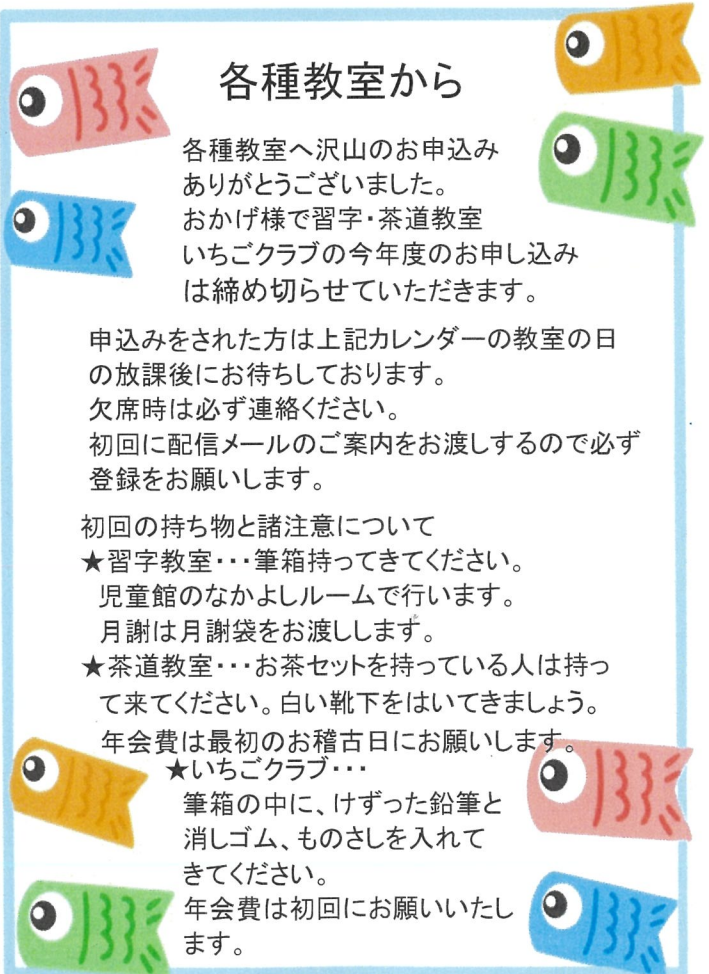 各種教室から
各種教室へ沢山のお申込み
ありがとうございました。
おかげ様で習字・茶道教室
いちごクラブの今年度のお申し込み
は締め切らせていただきます。
申込みをされた方は上記カレンダーの教室の日
の放課後にお待ちしております。
欠席時は必ず連絡ください。
初回に配信メールのご案内をお渡しするので必ず
登録をお願いします。
初回の持ち物と諸注意について
★習字教室・・・筆箱持ってきてください。
児童館のなかよしルームで行います。
月謝は月謝袋をお渡しします。
★茶道教室・・・お茶セットを持っている人は持っ
て来てください。白い靴下をはいてきましょう。
年会費は最初のお稽古日にお願いします。
★いちごクラブ・・・
筆箱の中に、けずった鉛筆と
消しゴム、ものさしを入れて
きてください。
年会費は初回にお願いいたし
ます。